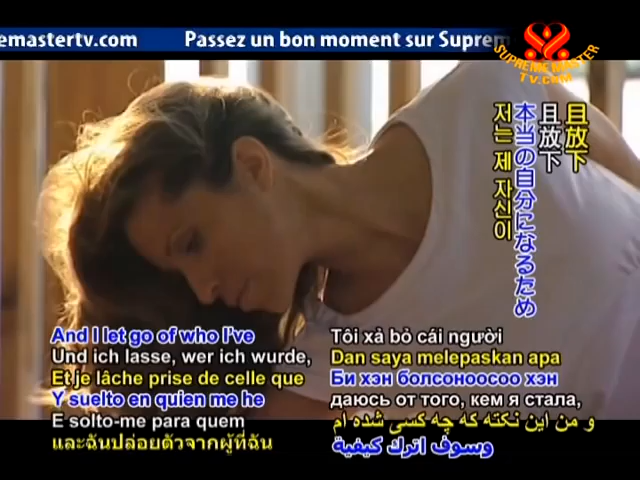 emastertv.com Passez un bon moment sur Suprem
SUPREME MASTER
TV.COM
且放下
且放下
本当の自分になるため
저는 제 자신이
And I let go of who I've
Und ich lasse, wer ich wurde,
Et je lâche prise de celle que
Y suelto en quien me he
E solto-me para quem
และฉันปล่อยตัวจากผู้ที่ฉัน
Tôi xả bỏ cái người
Dan saya melepaskan apa
Би хэн болсоноосоо хэн
даюсь от того, кем я стала,
و من این نکته که چه کسی شده ام
وسوف اترك كيفية